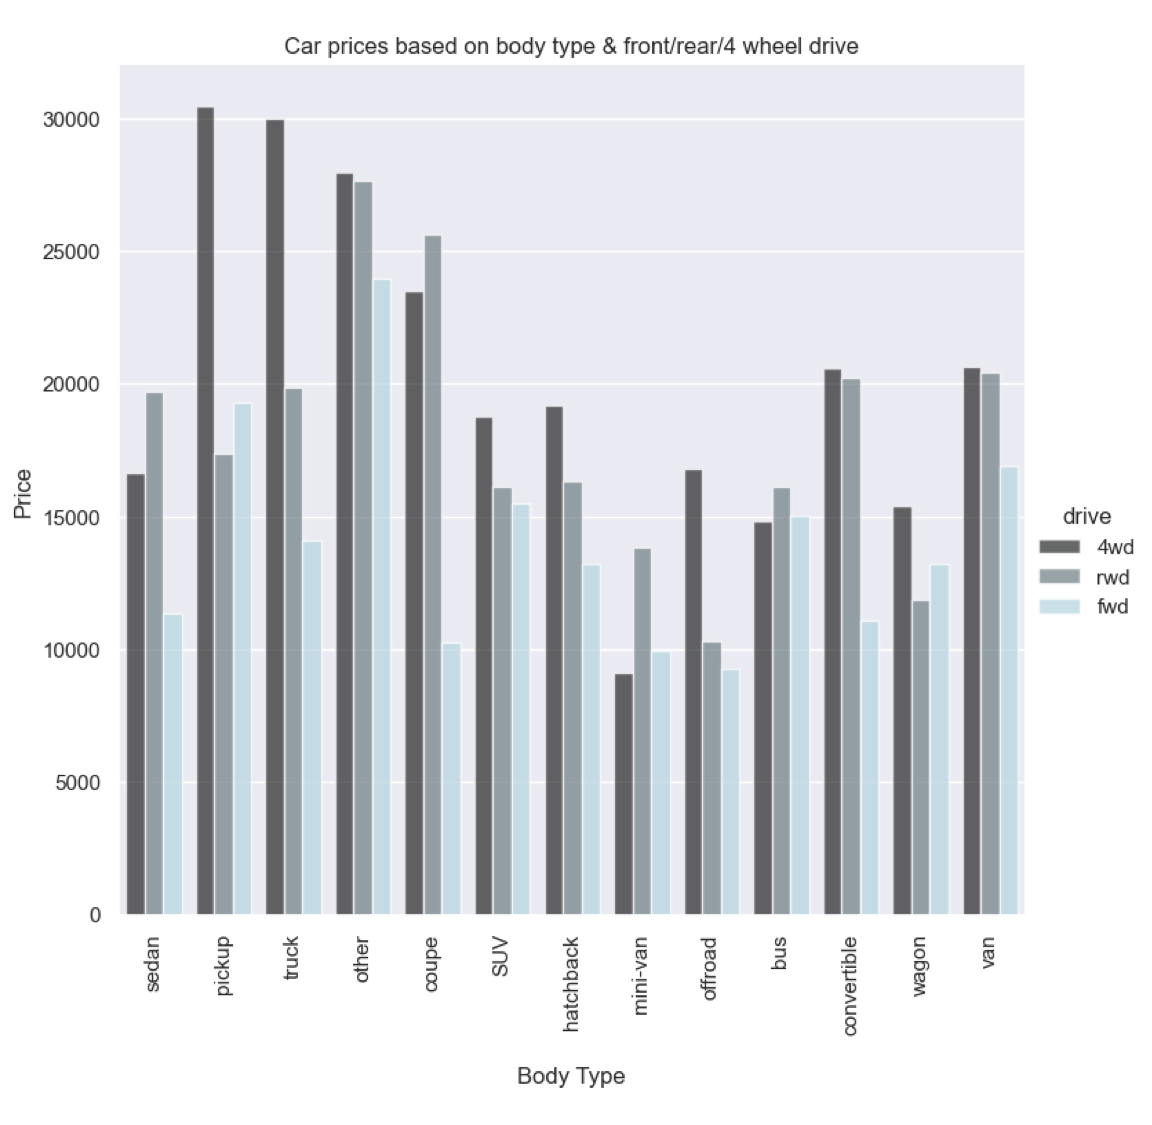 Car prices based on body type & front/rear/4 wheel drive
30000
25000
20000
15000
10000
5000
0
Price
sedan
pickup
truck
other
coupe
SUV
hatchback
mini-van
offroad
bus
convertible
wagon
van
Body Type
drive
4wd
rwd
fwd